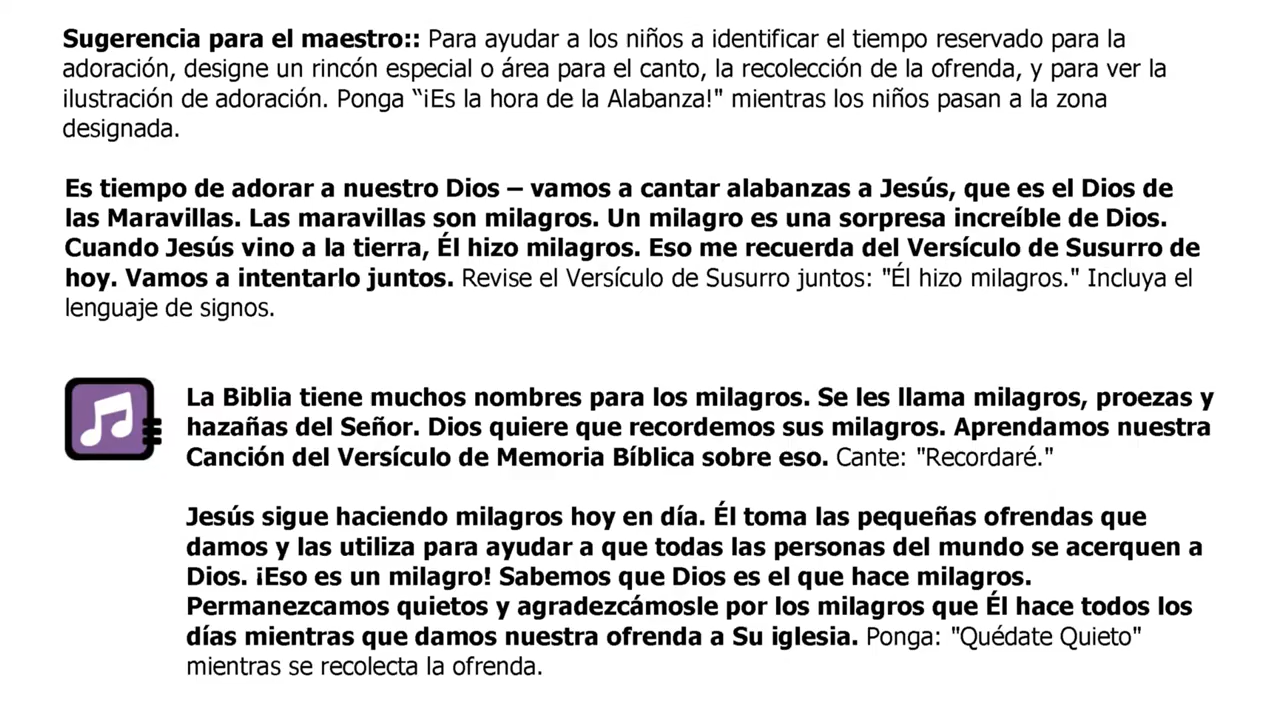 Sugerencia para el maestro:: Para ayudar a los niños a identificar el tiempo reservado para la
adoración, designe un rincón especial o área para el canto, la recolección de la ofrenda, y para ver la
ilustración de adoración. Ponga “¡Es la hora de la Alabanza!" mientras los niños pasan a la zona
designada.
Es tiempo de adorar a nuestro Dios – vamos a cantar alabanzas a Jesús, que es el Dios de
las Maravillas. Las maravillas son milagros. Un milagro es una sorpresa increíble de Dios.
Cuando Jesús vino a la tierra, Él hizo milagros. Eso me recuerda del Versículo de Susurro de
hoy. Vamos a intentarlo juntos. Revise el Versículo de Susurro juntos: "Él hizo milagros." Incluya el
lenguaje de signos.
La Biblia tiene muchos nombres para los milagros. Se les llama milagros, proezas y
hazañas del Señor. Dios quiere que recordemos sus milagros. Aprendamos nuestra
Canción del Versículo de Memoria Bíblica sobre eso. Cante: "Recordaré."
Jesús sigue haciendo milagros hoy en día. Él toma las pequeñas ofrendas que
damos y las utiliza para ayudar a que todas las personas del mundo se acerquen a
Dios. ¡Eso es un milagro! Sabemos que Dios es el que hace milagros.
Permanezcamos quietos y agradezcámosle por los milagros que Él hace todos los
días mientras que damos nuestra ofrenda a Su iglesia. Ponga: "Quédate Quieto"
mientras se recolecta la ofrenda.